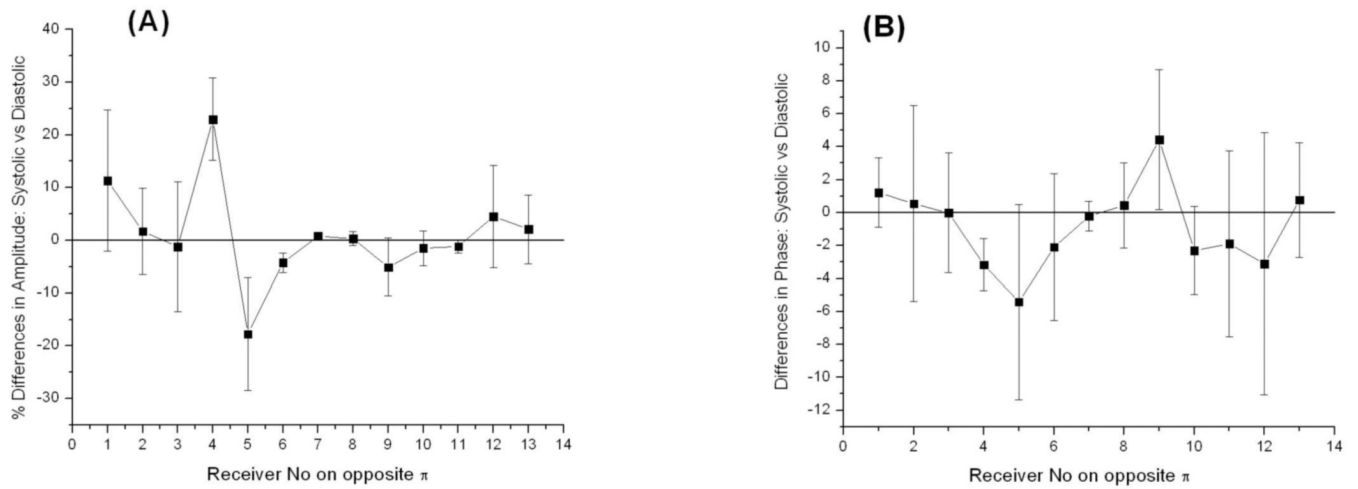 (A)
% Differences in Amplitude: Systolic vs Diastolic
40
30
20
10
0
-10
-20
-30
0 1 2 3 4 5 6 7 8 9 10 11 12 13 14
Receiver No on opposite π
(B)
Differences in Phase: Systolic vs Diastolic
10
8
6
4
2
0
-2
-4
-6
-8
-10
-12
0 2 4 6 8 10 12 14
Receiver No on opposite π